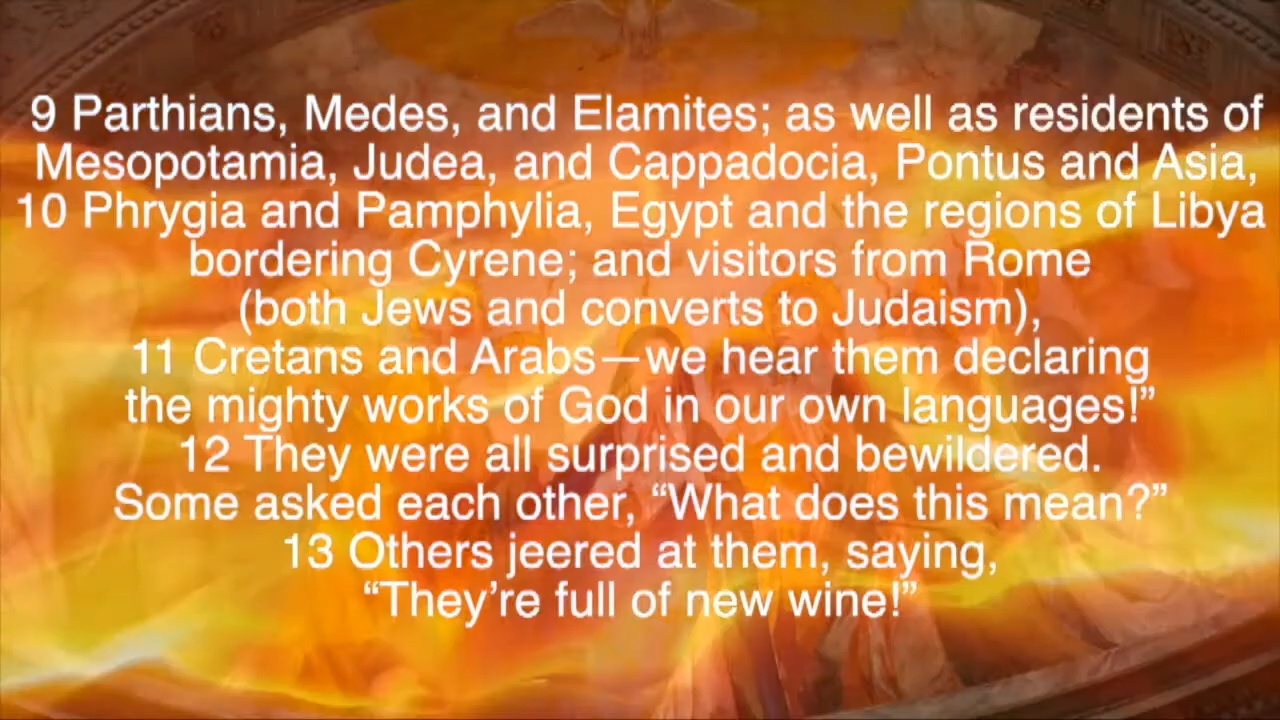 9 Parthians, Medes, and Elamites; as well as residents of
Mesopotamia, Judea, and Cappadocia, Pontus and Asia,
10 Phrygia and Pamphylia, Egypt and the regions of Libya
bordering Cyrene; and visitors from Rome
(both Jews and converts to Judaism),
11 Cretans and Arabs—we hear them declaring
the mighty works of God in our own languages!”
12 They were all surprised and bewildered.
Some asked each other, “What does this mean?”
13 Others jeered at them, saying,
“They’re full of new wine!”